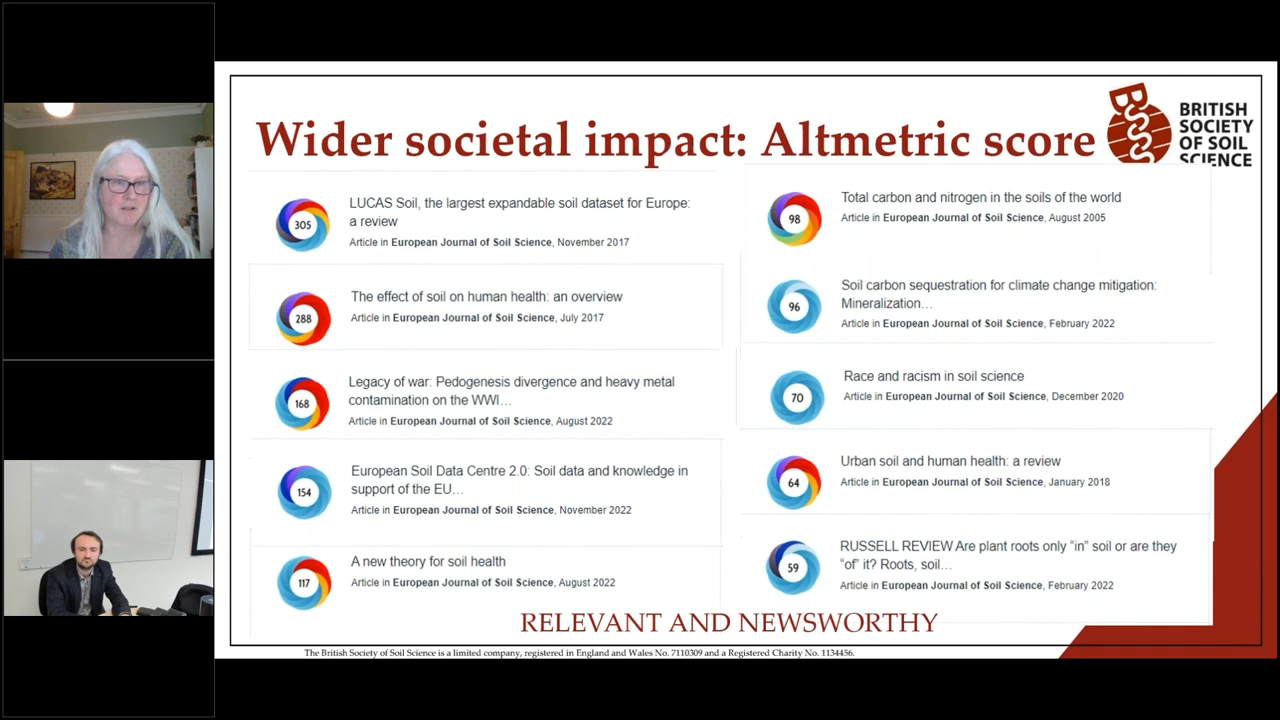 Wider societal impact: Altmetric score
BRITISH
SOCIETY
OF SOIL
SCIENCE
305
LUCAS Soil, the largest expandable soil dataset for Europe:
a review
Article in European Journal of Soil Science, November 2017
288
The effect of soil on human health: an overview
Article in European Journal of Soil Science, July 2017
168
Legacy of war: Pedogenesis divergence and heavy metal
contamination on the WWI...
Article in European Journal of Soil Science, August 2022
154
European Soil Data Centre 2.0: Soil data and knowledge in
support of the EU...
Article in European Journal of Soil Science, November 2022
117
A new theory for soil health
Article in European Journal of Soil Science, August 2022
98
Total carbon and nitrogen in the soils of the world
Article in European Journal of Soil Science, August 2005
96
Soil carbon sequestration for climate change mitigation:
Mineralization...
Article in European Journal of Soil Science, February 2022
70
Race and racism in soil science
Article in European Journal of Soil Science, December 2020
64
Urban soil and human health: a review
Article in European Journal of Soil Science, January 2018
59
RUSSELL REVIEW Are plant roots only “in” soil or are they
“of” it? Roots, soil...
Article in European Journal of Soil Science, February 2022
RELEVANT AND NEWSWORTHY
The British Society of Soil Science is a limited company, registered in England and Wales No. 7110309 and a Registered Charity No. 1134456.